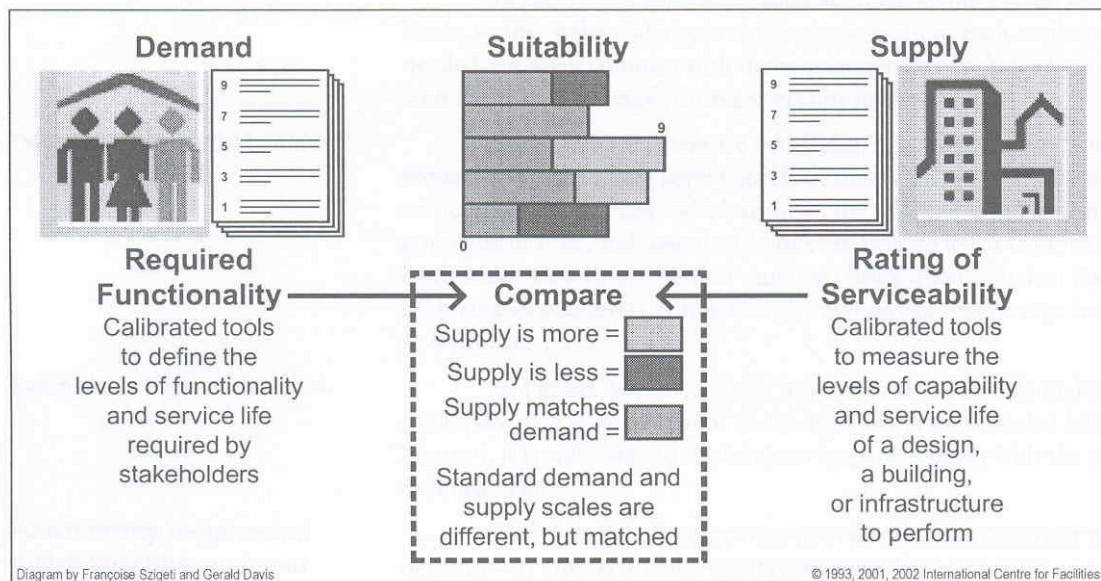 Demand
Suitability
Supply
9
7
5
3
1
9
0
9
7
5
3
1
Required
Functionality
Calibrated tools
to define the
levels of functionality
and service life
required by
stakeholders
Compare
Supply is more =
Supply is less =
Supply matches
demand =
Standard demand and
supply scales are
different, but matched
Rating of
Serviceability
Calibrated tools
to measure the
levels of capability
and service life
of a design,
a building,
or infrastructure
to perform
Diagram by Françoise Szigeti and Gerald Davis
© 1993, 2001, 2002 International Centre for Facilities